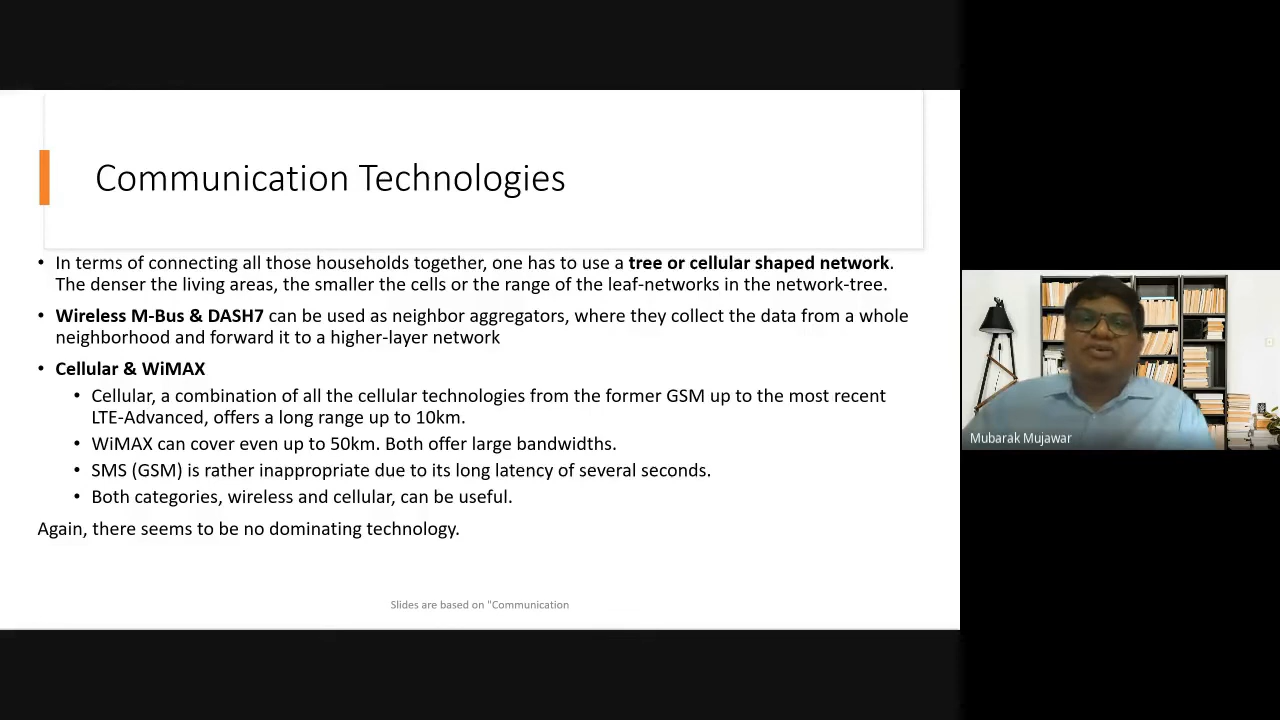 Communication Technologies
• In terms of connecting all those households together, one has to use a tree or cellular shaped network.
The denser the living areas, the smaller the cells or the range of the leaf-networks in the network-tree.
• Wireless M-Bus & DASH7 can be used as neighbor aggregators, where they collect the data from a whole
neighborhood and forward it to a higher-layer network
• Cellular & WiMAX
• Cellular, a combination of all the cellular technologies from the former GSM up to the most recent
LTE-Advanced, offers a long range up to 10km.
• WiMAX can cover even up to 50km. Both offer large bandwidths.
• SMS (GSM) is rather inappropriate due to its long latency of several seconds.
• Both categories, wireless and cellular, can be useful.
Again, there seems to be no dominating technology.
Slides are based on "Communication
Mubarak Mujawar